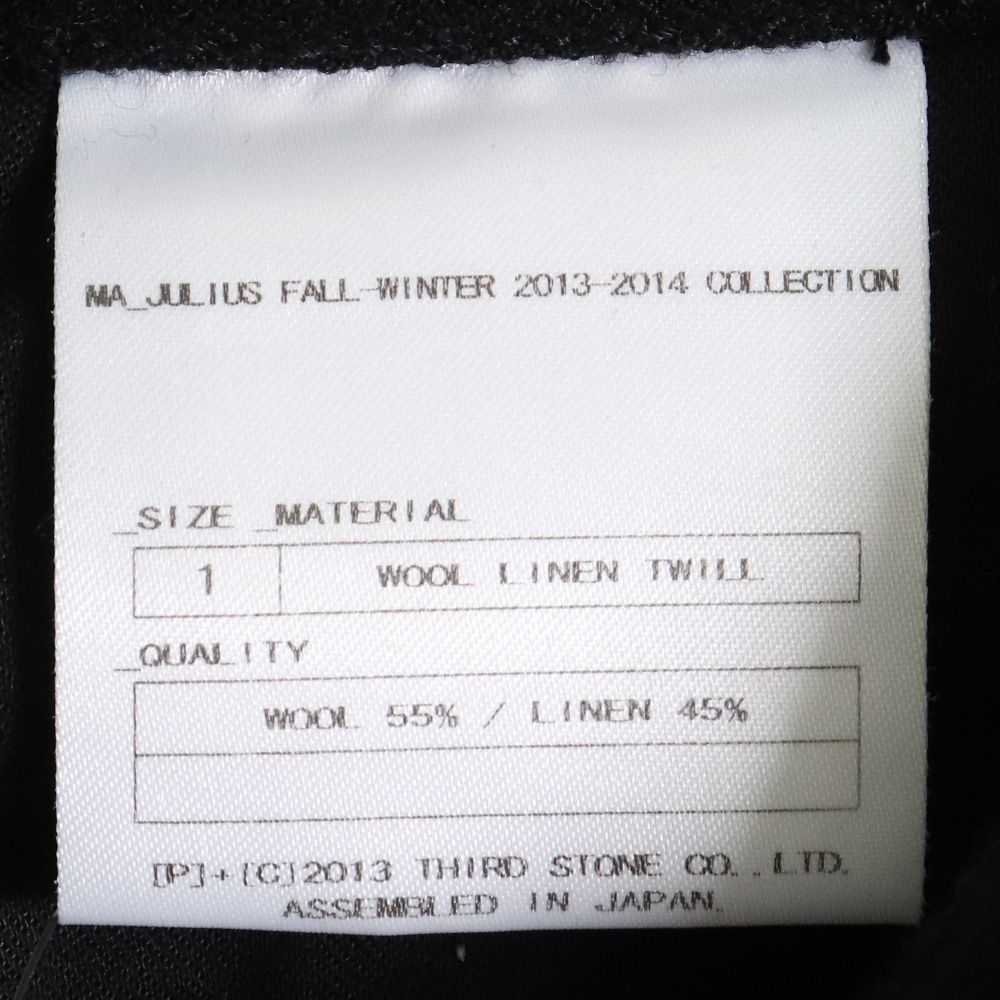 MA_JULIUS FALL-WINTER 2013-2014 COLLECTION
_SIZE _MATERIAL
1 WOOL LINEN TWILL
_QUALITY
WOOL 55% / LINEN 45%
[P]+[C]2013 THIRD STONE CO.,LTD.
ASSEMBLED IN JAPAN.